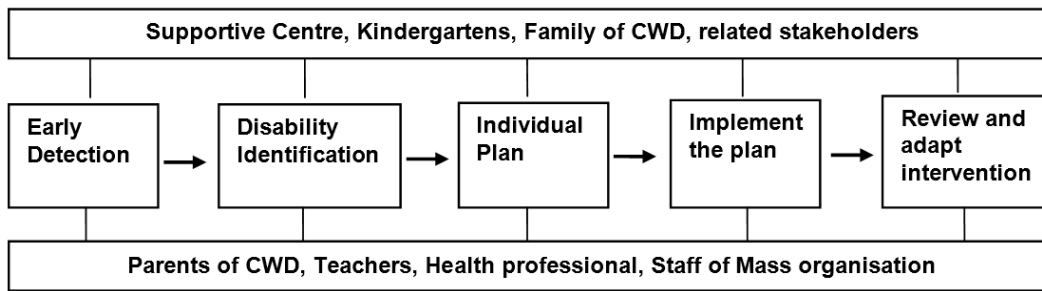 Supportive Centre, Kindergartens, Family of CWD, related stakeholders
Early
Detection
Disability
Identification
Individual
Plan
Implement
the plan
Review and
adapt
intervention
Parents of CWD, Teachers, Health professional, Staff of Mass organisation